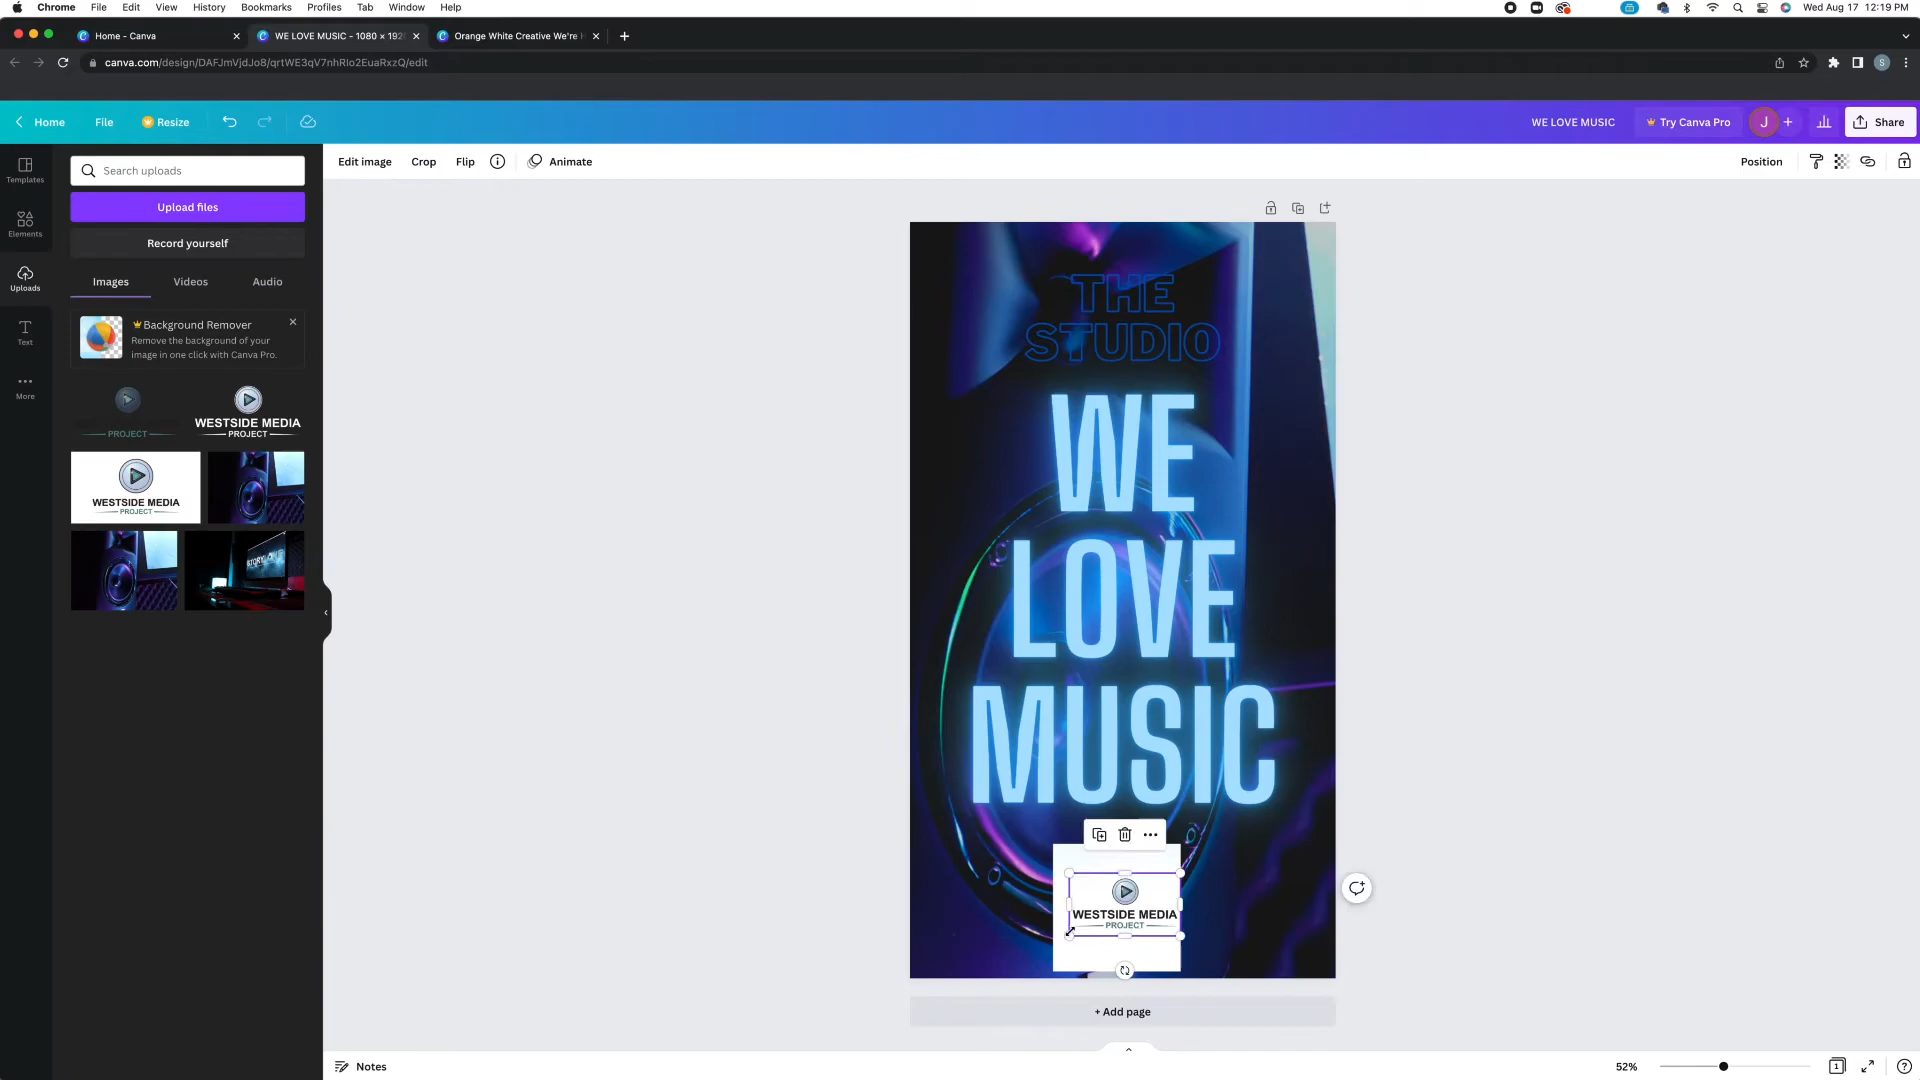 Chrome File Edit View History Bookmarks Profiles Tab Window Help
Wed Aug 17 12:19 PM
Home - Canva
WE LOVE MUSIC - 1080 × 192
Orange White Creative We're H
canva.com/design/DAFJmVjdJo8/qrtWE3qV7nhRlo2EuaRxzQ/edit
S
Home File Resize
WE LOVE MUSIC
Try Canva Pro
J
Share
Templates
Elements
Uploads
Text
More
Search uploads
Upload files
Record yourself
Images Videos Audio
Background Remover
Remove the background of your
image in one click with Canva Pro.
PROJECT
WESTSIDE MEDIA
PROJECT
WESTSIDE MEDIA
PROJECT
Edit image Crop Flip Animate
Position
THE
STUDIO
WE
LOVE
MUSIC
WESTSIDE MEDIA
PROJECT
+ Add page
Notes
52%
1